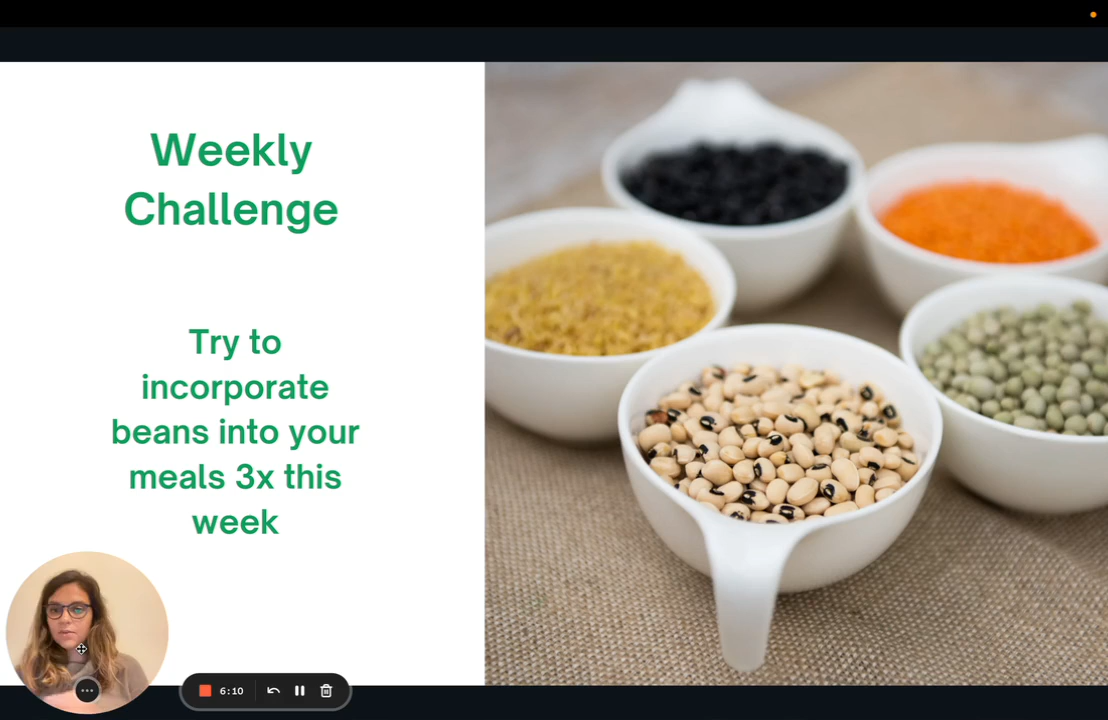 Weekly
Challenge
Try to
incorporate
beans into your
meals 3x this
week
6:10